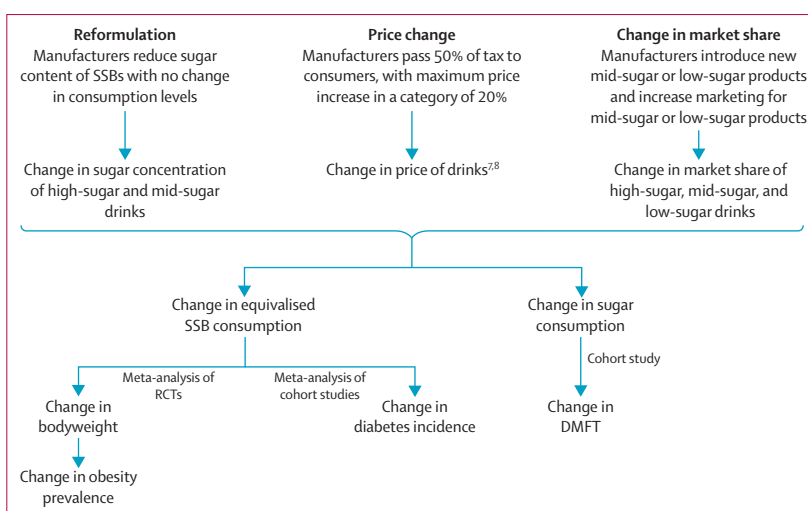 Reformulation
Manufacturers reduce sugar
content of SSBs with no change
in consumption levels
Price change
Manufacturers pass 50% of tax to
consumers, with maximum price
increase in a category of 20%
Change in market share
Manufacturers introduce new
mid-sugar or low-sugar products
and increase marketing for
mid-sugar or low-sugar products
Change in sugar concentration
of high-sugar and mid-sugar
drinks
Change in price of drinks7,8
Change in market share of
high-sugar, mid-sugar, and
low-sugar drinks
Change in equivalised
SSB consumption
Change in sugar
consumption
Meta-analysis of
RCTs
Meta-analysis of
cohort studies
Cohort study
Change in
bodyweight
Change in
diabetes incidence
Change in
DMFT
Change in obesity
prevalence